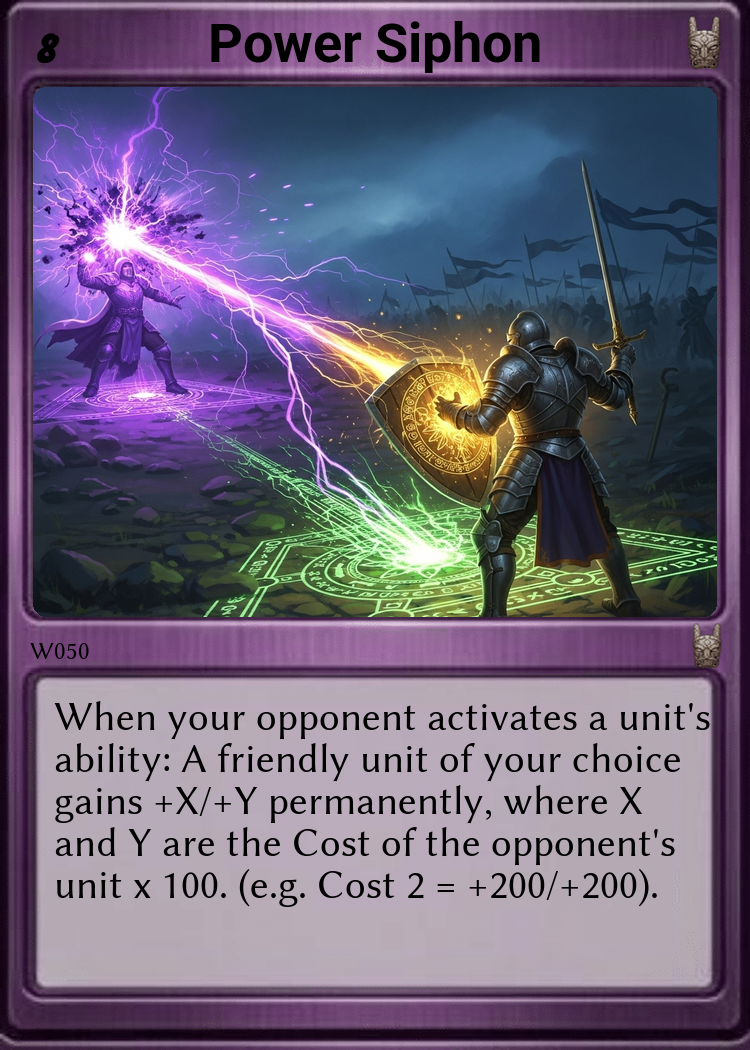 8
Power Siphon
W050
When your opponent activates a unit's
ability: A friendly unit of your choice
gains +X/+Y permanently, where X
and Y are the Cost of the opponent's
unit x 100. (e.g. Cost 2 = +200/+200).